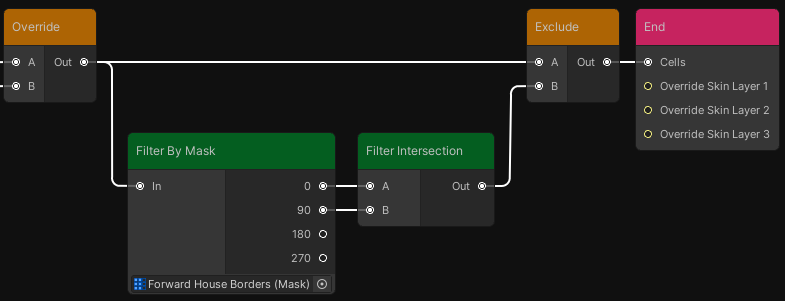 Override
A Out
B
Exclude
A Out
B
End
Cells
Override Skin Layer 1
Override Skin Layer 2
Override Skin Layer 3
Filter By Mask
In 0
90
180
270
Forward House Borders (Mask)
Filter Intersection
A Out
B